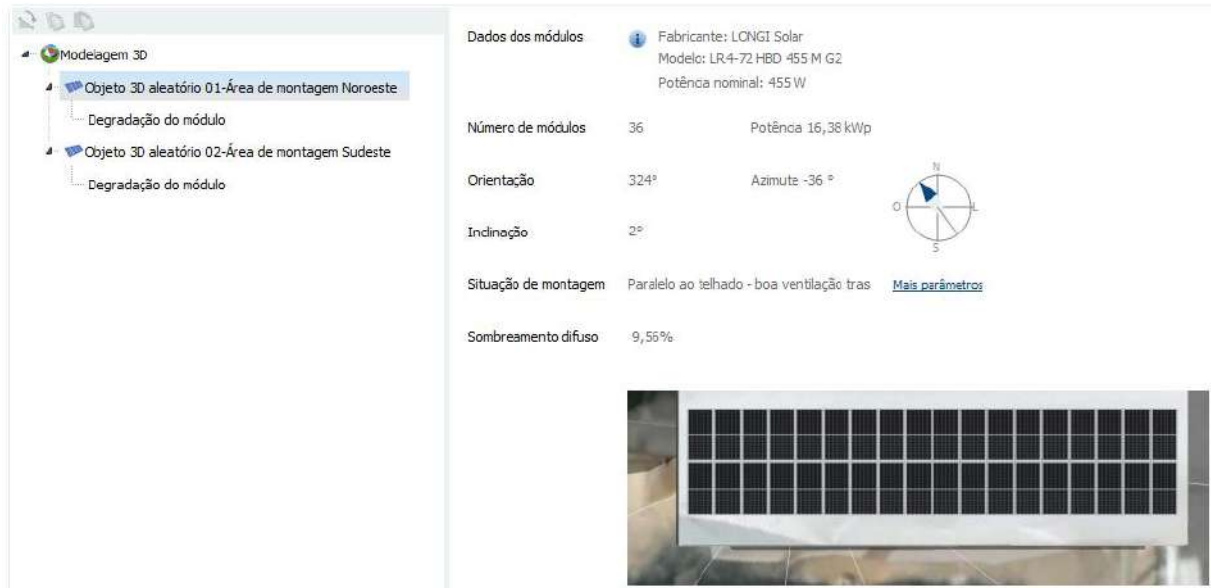 Modelagem 3D
Objeto 3D aleatório 01-Área de montagem Noroeste
Degradação do módulo
Objeto 3D aleatório 02-Área de montagem Sudeste
Degradação do módulo
Dados dos módulos
Fabricante: LONGI Solar
Modelo: LR4-72 HBD 455 M G2
Potência nominal: 455 W
Número de módulos 36 Potência 16,38 kWp
Orientação 324° Azimute -36 °
N
O L
S
Inclinação 2°
Situação de montagem Paralelo ao telhado - boa ventilação tras Mais parâmetros
Sombreamento difuso 9,56%